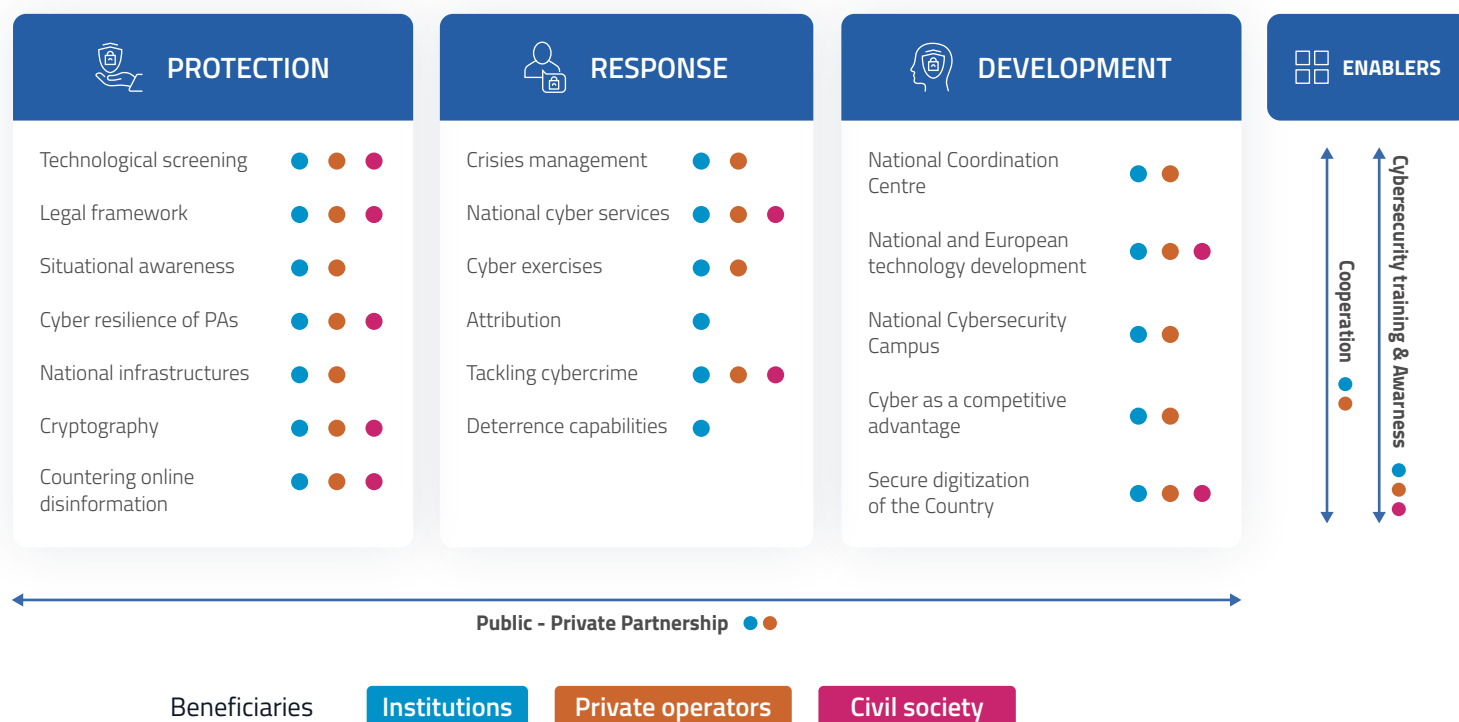 PROTECTION
Technological screening
Legal framework
Situational awareness
Cyber resilience of PAs
National infrastructures
Cryptography
Countering online
disinformation
RESPONSE
Crisies management
National cyber services
Cyber exercises
Attribution
Tackling cybercrime
Deterrence capabilities
DEVELOPMENT
National Coordination
Centre
National and European
technology development
National Cybersecurity
Campus
Cyber as a competitive
advantage
Secure digitization
of the Country
ENABLERS
Cooperation
Cybersecurity training & Awarness
Public - Private Partnership
Beneficiaries
Institutions
Private operators
Civil society